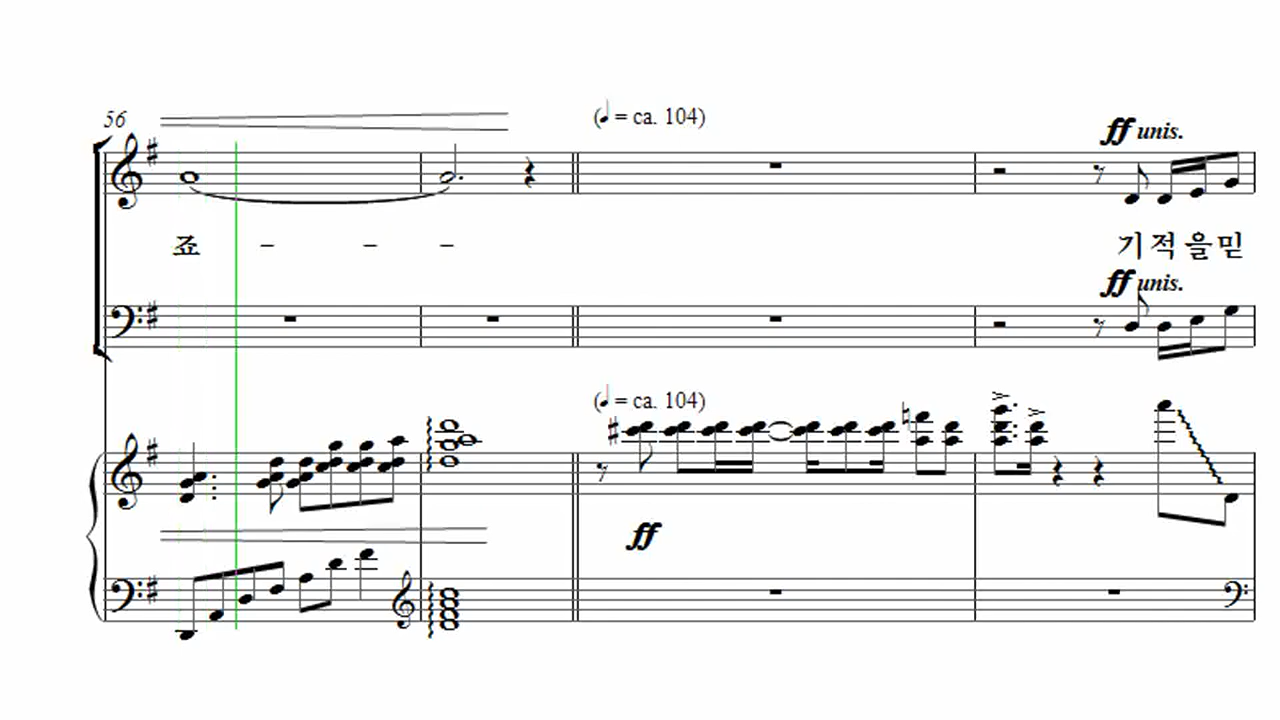 56
(♩ = ca. 104)
ff unis.
죠 - - - 기 적 을 믿
ff unis.
(♩ = ca. 104)
ff